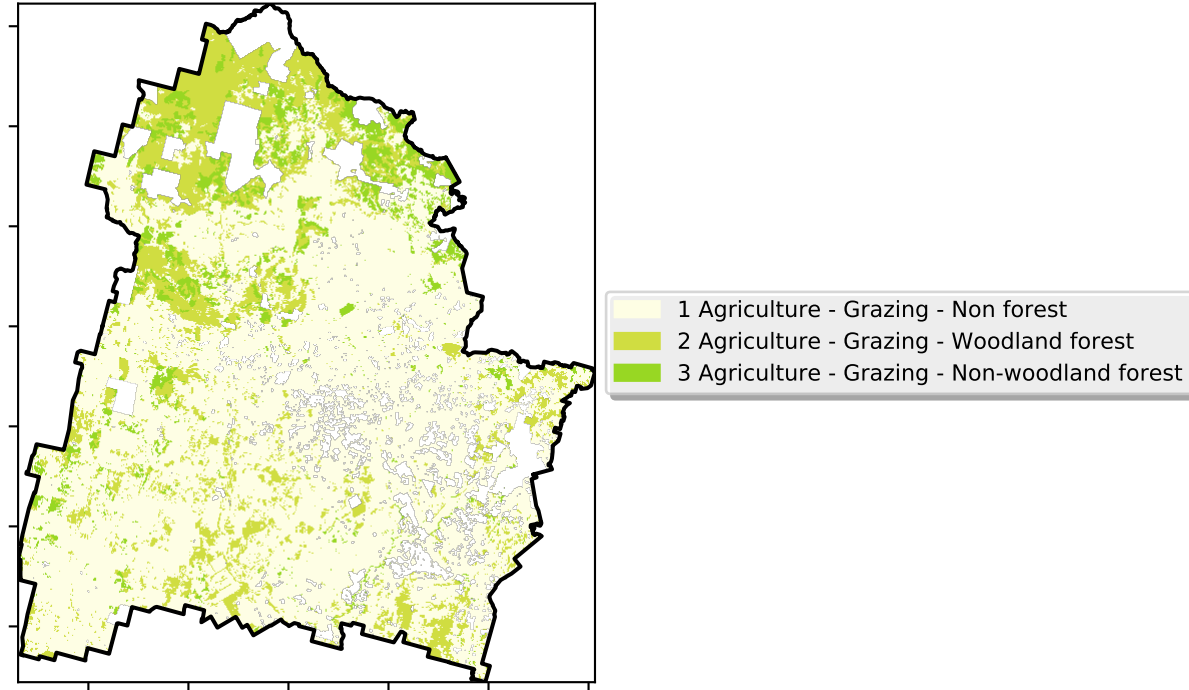 1 Agriculture - Grazing - Non forest
2 Agriculture - Grazing - Woodland forest
3 Agriculture - Grazing - Non-woodland forest